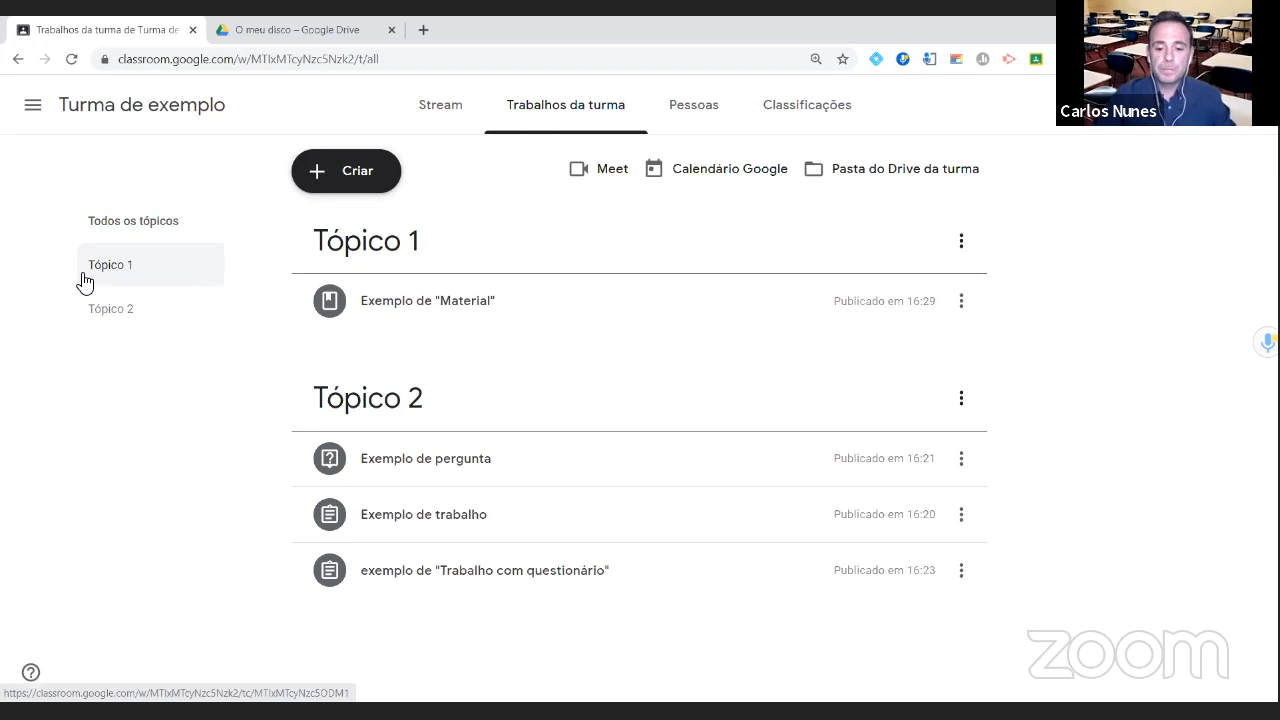 Trabalhos da turma de Turma de
O meu disco – Google Drive
classroom.google.com/w/MTIxMTcyNzc5Nzk2/t/all
Carlos Nunes
Turma de exemplo
Stream
Trabalhos da turma
Pessoas
Classificações
Criar
Meet
Calendário Google
Pasta do Drive da turma
Todos os tópicos
Tópico 1
Tópico 2
Tópico 1
Exemplo de "Material"
Publicado em 16:29
Tópico 2
Exemplo de pergunta
Publicado em 16:21
Exemplo de trabalho
Publicado em 16:20
exemplo de "Trabalho com questionário"
Publicado em 16:23
zoom
https://classroom.google.com/w/MTIxMTcyNzc5Nzk2/tc/MTIxMTcyNzc5ODM1